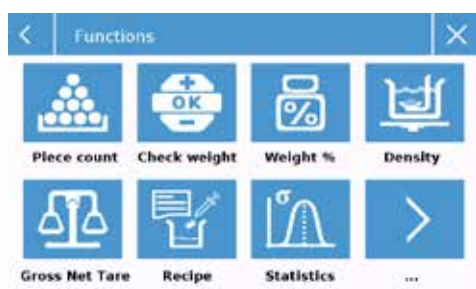 Functions
OK
%
σ
Piece count Check weight Weight % Density
Gross Net Tare Recipe Statistics ...